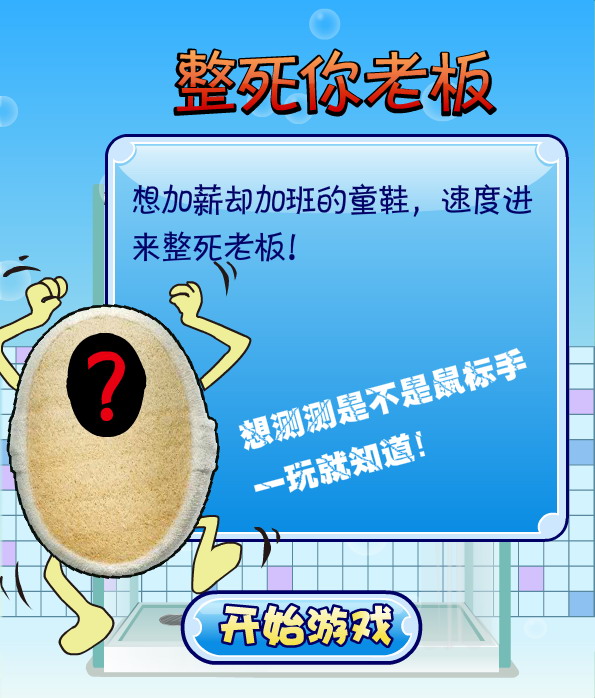 整死你老板
想加薪却加班的童鞋，速度进
来整死老板！
?
想测测是不是鼠标手
一玩就知道！
开始游戏